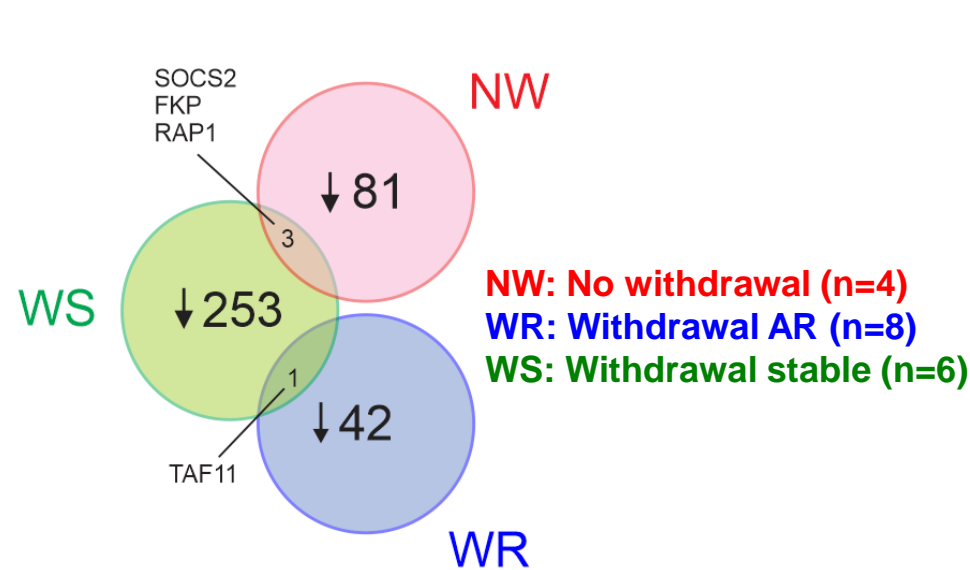 SOCS2
FKP
RAP1
NW
↓ 81
3
WS
↓ 253
NW: No withdrawal (n=4)
WR: Withdrawal AR (n=8)
WS: Withdrawal stable (n=6)
1
↓ 42
TAF11
WR